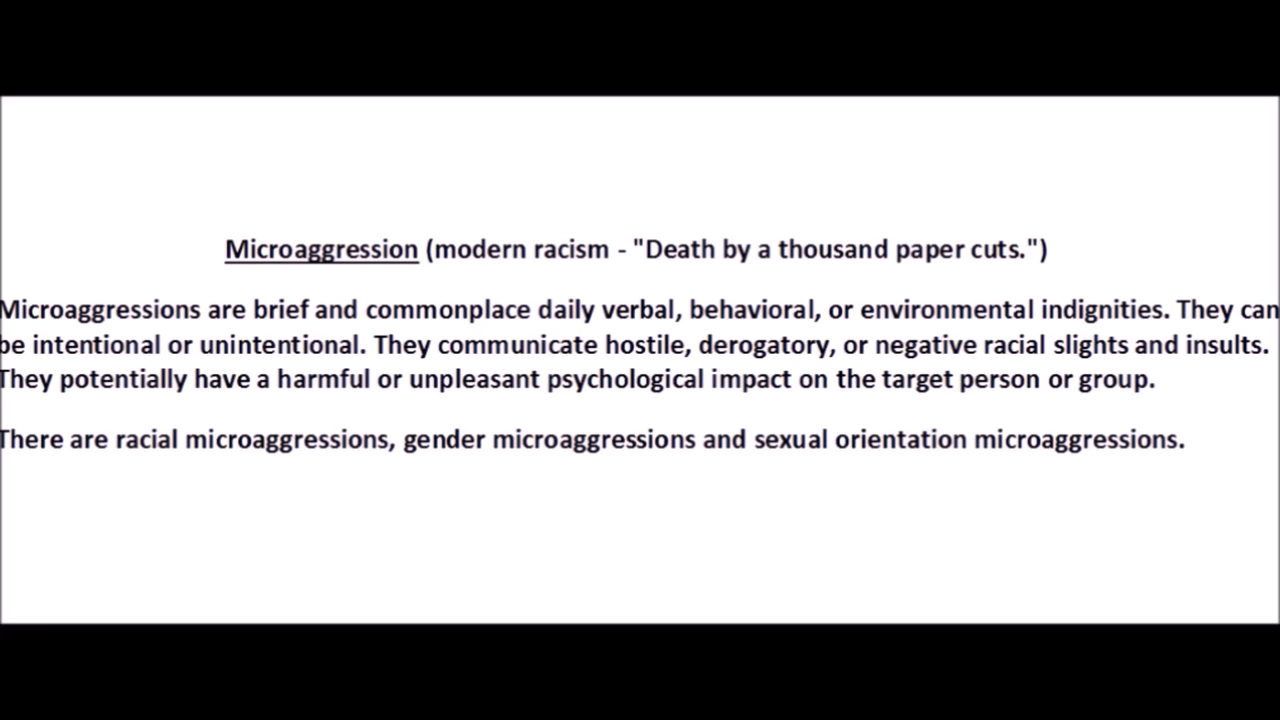 Microaggression (modern racism - "Death by a thousand paper cuts.")
Microaggressions are brief and commonplace daily verbal, behavioral, or environmental indignities. They can
be intentional or unintentional. They communicate hostile, derogatory, or negative racial slights and insults.
They potentially have a harmful or unpleasant psychological impact on the target person or group.
There are racial microaggressions, gender microaggressions and sexual orientation microaggressions.